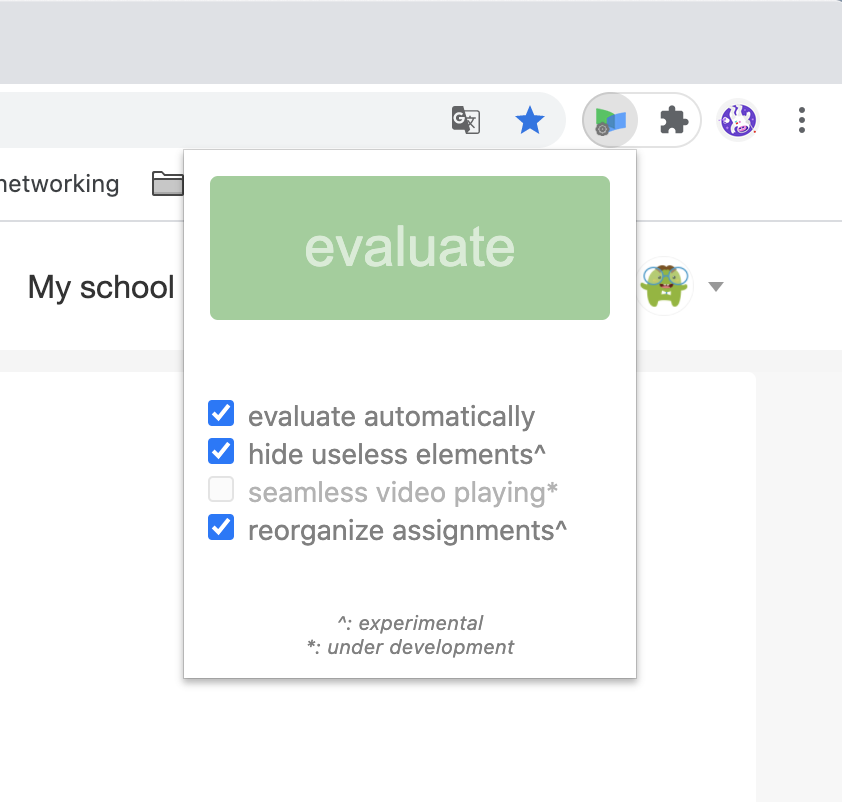 networking
My school
evaluate
evaluate automatically
hide useless elements^
seamless video playing*
reorganize assignments^
^: experimental
*: under development